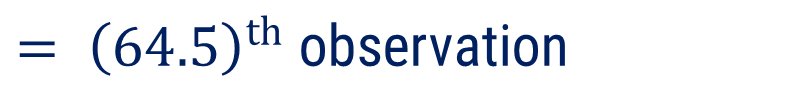 = (64.5)th observation